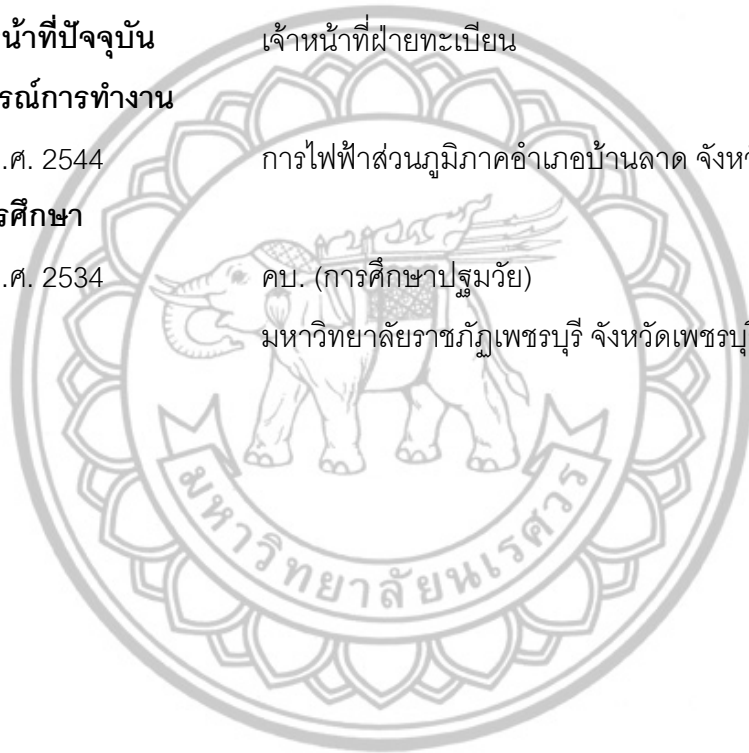 น้าที่ปัจจุบัน เจ้าหน้าที่ฝ่ายทะเบียน
รณ์การทำงาน
.ศ. 2544 การไฟฟ้าส่วนภูมิภาคอำเภอบ้านลาด จังห
รศึกษา
.ศ. 2534 คบ. (การศึกษาปฐมวัย)
มหาวิทยาลัยราชภัฏเพชรบุรี จังหวัดเพชรบุรี
มหาวิทยาลัยนเรศวร